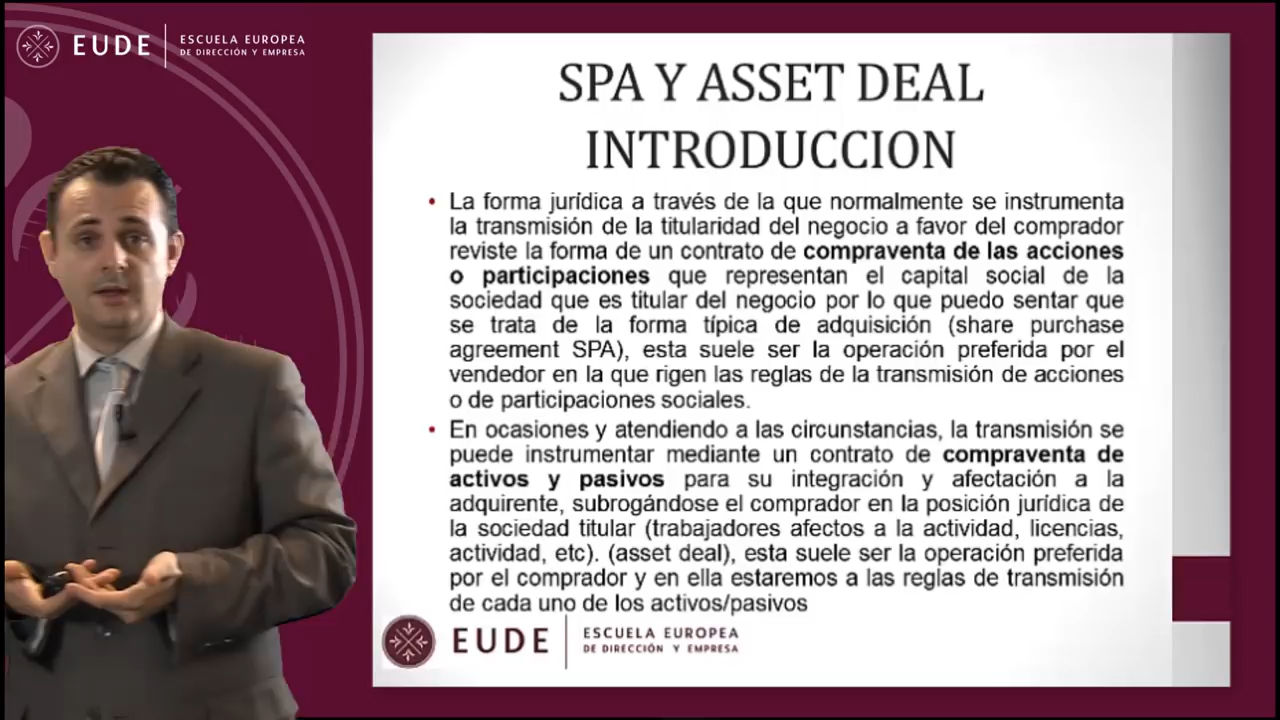 EUDE
ESCUELA EUROPEA
DE DIRECCIÓN Y EMPRESA
SPA Y ASSET DEAL
INTRODUCCION
• La forma jurídica a través de la que normalmente se instrumenta
la transmisión de la titularidad del negocio a favor del comprador
reviste la forma de un contrato de compraventa de las acciones
o participaciones que representan el capital social de la
sociedad que es titular del negocio por lo que puedo sentar que
se trata de la forma típica de adquisición (share purchase
agreement SPA), esta suele ser la operación preferida por el
vendedor en la que rigen las reglas de la transmisión de acciones
o de participaciones sociales.
• En ocasiones y atendiendo a las circunstancias, la transmisión se
puede instrumentar mediante un contrato de compraventa de
activos y pasivos para su integración y afectación a la
adquirente, subrogándose el comprador en la posición jurídica de
la sociedad titular (trabajadores afectos a la actividad, licencias,
actividad, etc). (asset deal), esta suele ser la operación preferida
por el comprador y en ella estaremos a las reglas de transmisión
de cada uno de los activos/pasivos
EUDE
ESCUELA EUROPEA
DE DIRECCIÓN Y EMPRESA